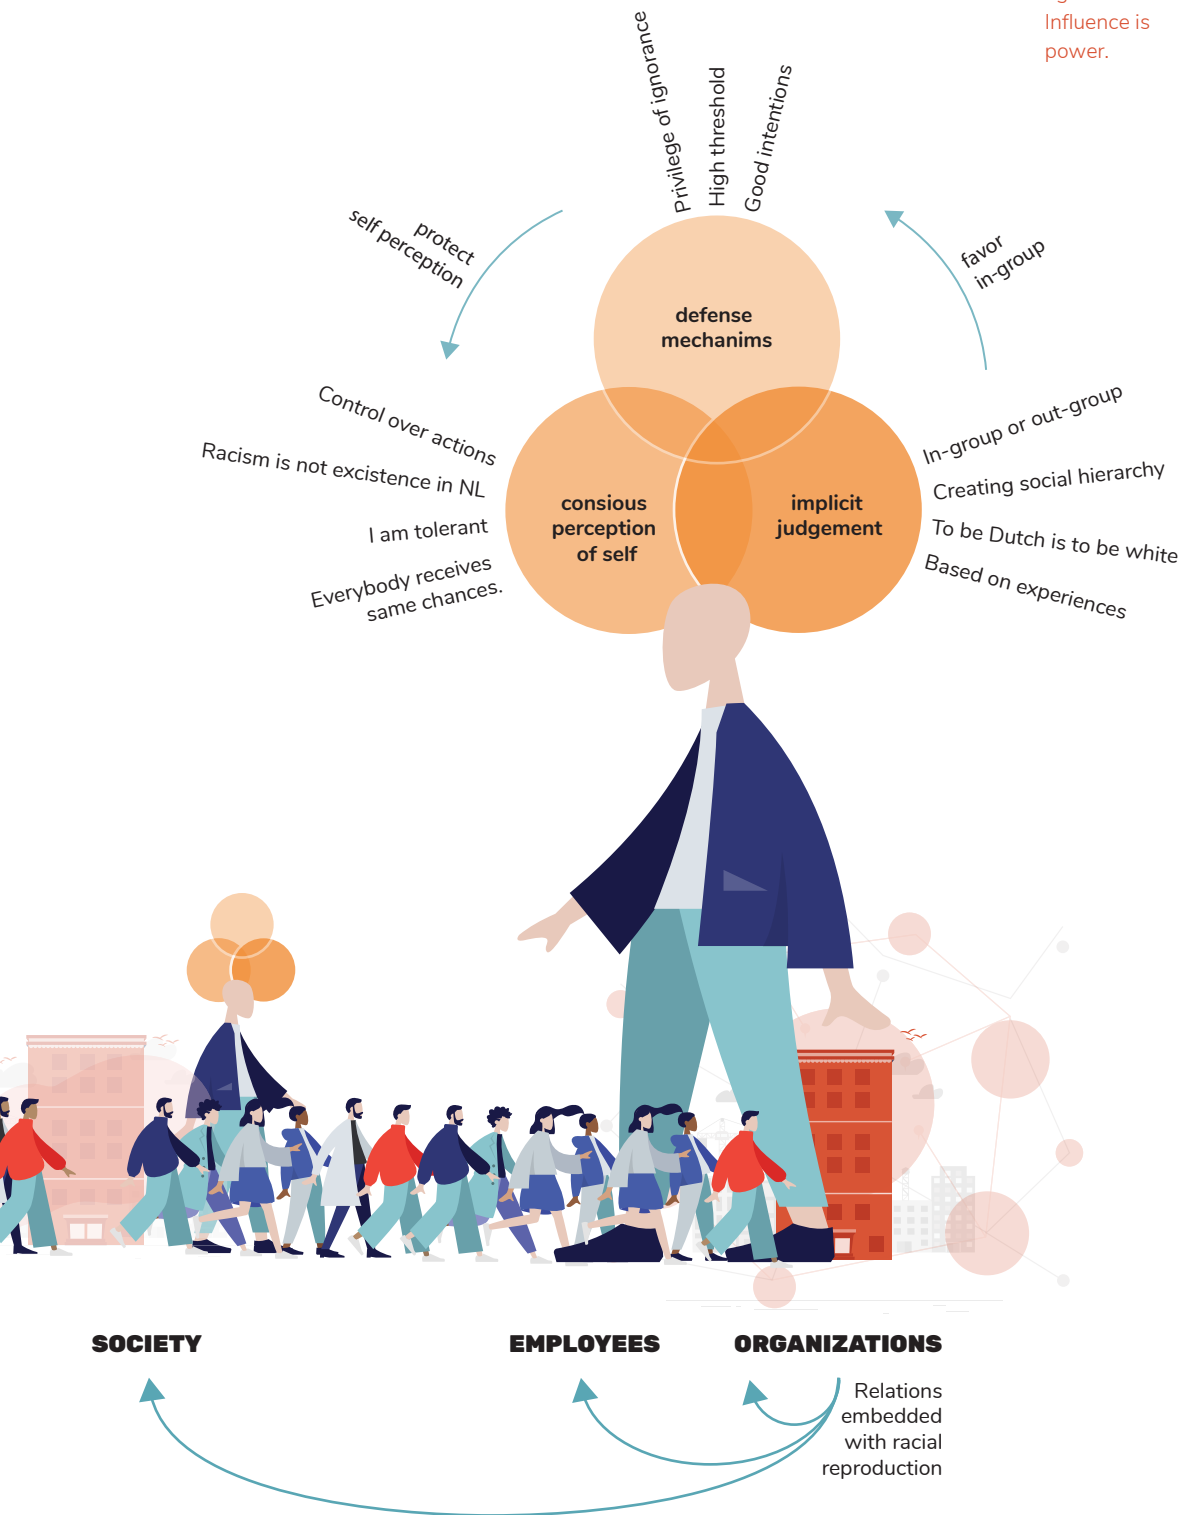 Influence is
power.
Privilege of ignorance
High threshold
Good intentions
protect
self perception
favor
in-group
defense
mechanims
Control over actions
Racism is not excistence in NL
I am tolerant
Everybody receives
same chances.
consious
perception
of self
implicit
judgement
In-group or out-group
Creating social hierarchy
To be Dutch is to be white
Based on experiences
SOCIETY
EMPLOYEES
ORGANIZATIONS
Relations
embedded
with racial
reproduction